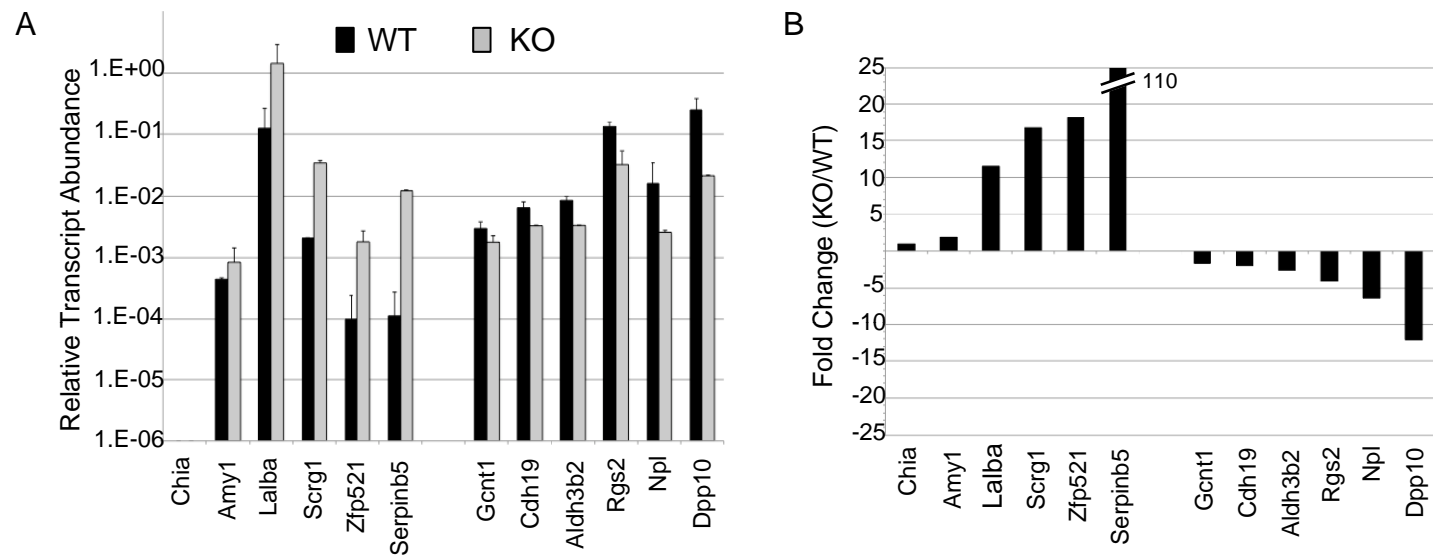 A
WT KO
Relative Transcript Abundance
1.E+00
1.E-01
1.E-02
1.E-03
1.E-04
1.E-05
1.E-06
Chia
Amy1
Lalba
Scrg1
Zfp521
Serpinb5
Gcnt1
Cdh19
Aldh3b2
Rgs2
Npl
Dpp10
B
Fold Change (KO/WT)
25
20
15
10
5
-5
-10
-15
-20
-25
110
Chia
Amy1
Lalba
Scrg1
Zfp521
Serpinb5
Gcnt1
Cdh19
Aldh3b2
Rgs2
Npl
Dpp10